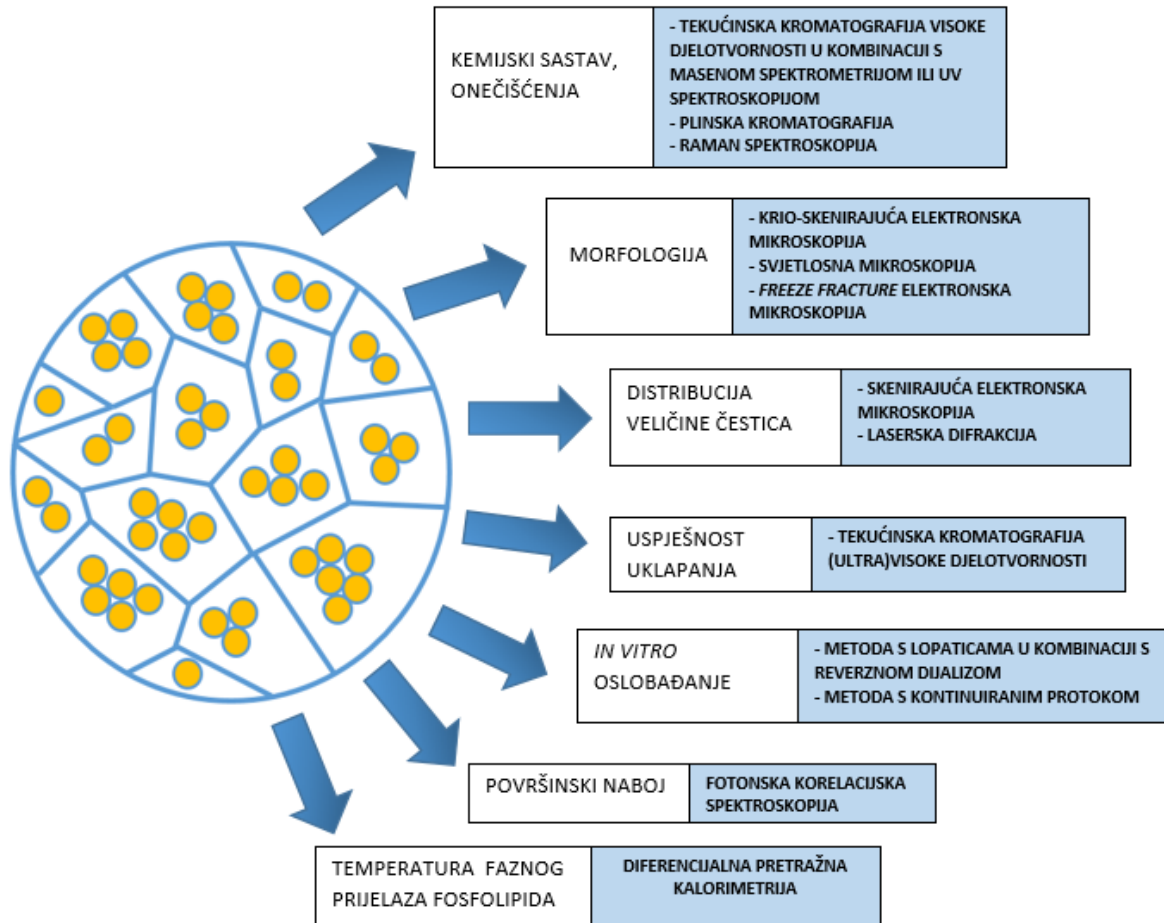 KEMIJSKI SASTAV,
ONEČIŠĆENJA
- TEKUĆINSKA KROMATOGRAFIJA VISOKE
DJELOTVORNOSTI U KOMBINACIJI S
MASENOM SPEKTROMETRIJOM ILI UV
SPEKTROSKOPIJOM
- PLINSKA KROMATOGRAFIJA
- RAMAN SPEKTROSKOPIJA
MORFOLOGIJA
- KRIO-SKENIRAJUĆA ELEKTRONSKA
MIKROSKOPIJA
- SVJETLOSNA MIKROSKOPIJA
- FREEZE FRACTURE ELEKTRONSKA
MIKROSKOPIJA
DISTRIBUCIJA
VELIČINE ČESTICA
- SKENIRAJUĆA ELEKTRONSKA
MIKROSKOPIJA
- LASERSKA DIFRAKCIJA
USPJEŠNOST
UKLAPANJA
- TEKUĆINSKA KROMATOGRAFIJA
(ULTRA)VISOKE DJELOTVORNOSTI
IN VITRO
OSLOBAĐANJE
- METODA S LOPATICAMA U KOMBINACIJI S
REVERZNOM DIJALIZOM
- METODA S KONTINUIRANIM PROTOKOM
POVRŠINSKI NABOJ
FOTONSKA KORELACIJSKA
SPEKTROSKOPIJA
TEMPERATURA FAZNOG
PRIJELAZA FOSFOLIPIDA
DIFERENCIJALNA PRETRAŽNA
KALORIMETRIJA